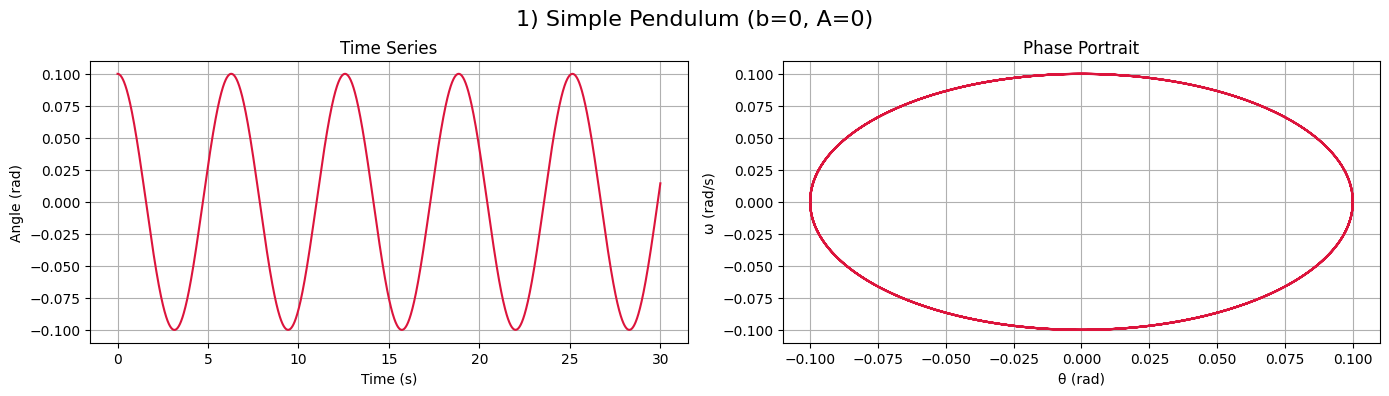 1) Simple Pendulum (b=0, A=0)
Time Series
Angle (rad)
0.100
0.075
0.050
0.025
0.000
−0.025
−0.050
−0.075
−0.100
0 5 10 15 20 25 30
Time (s)
Phase Portrait
ω (rad/s)
0.100
0.075
0.050
0.025
0.000
−0.025
−0.050
−0.075
−0.100
−0.100 −0.075 −0.050 −0.025 0.000 0.025 0.050 0.075 0.100
θ (rad)